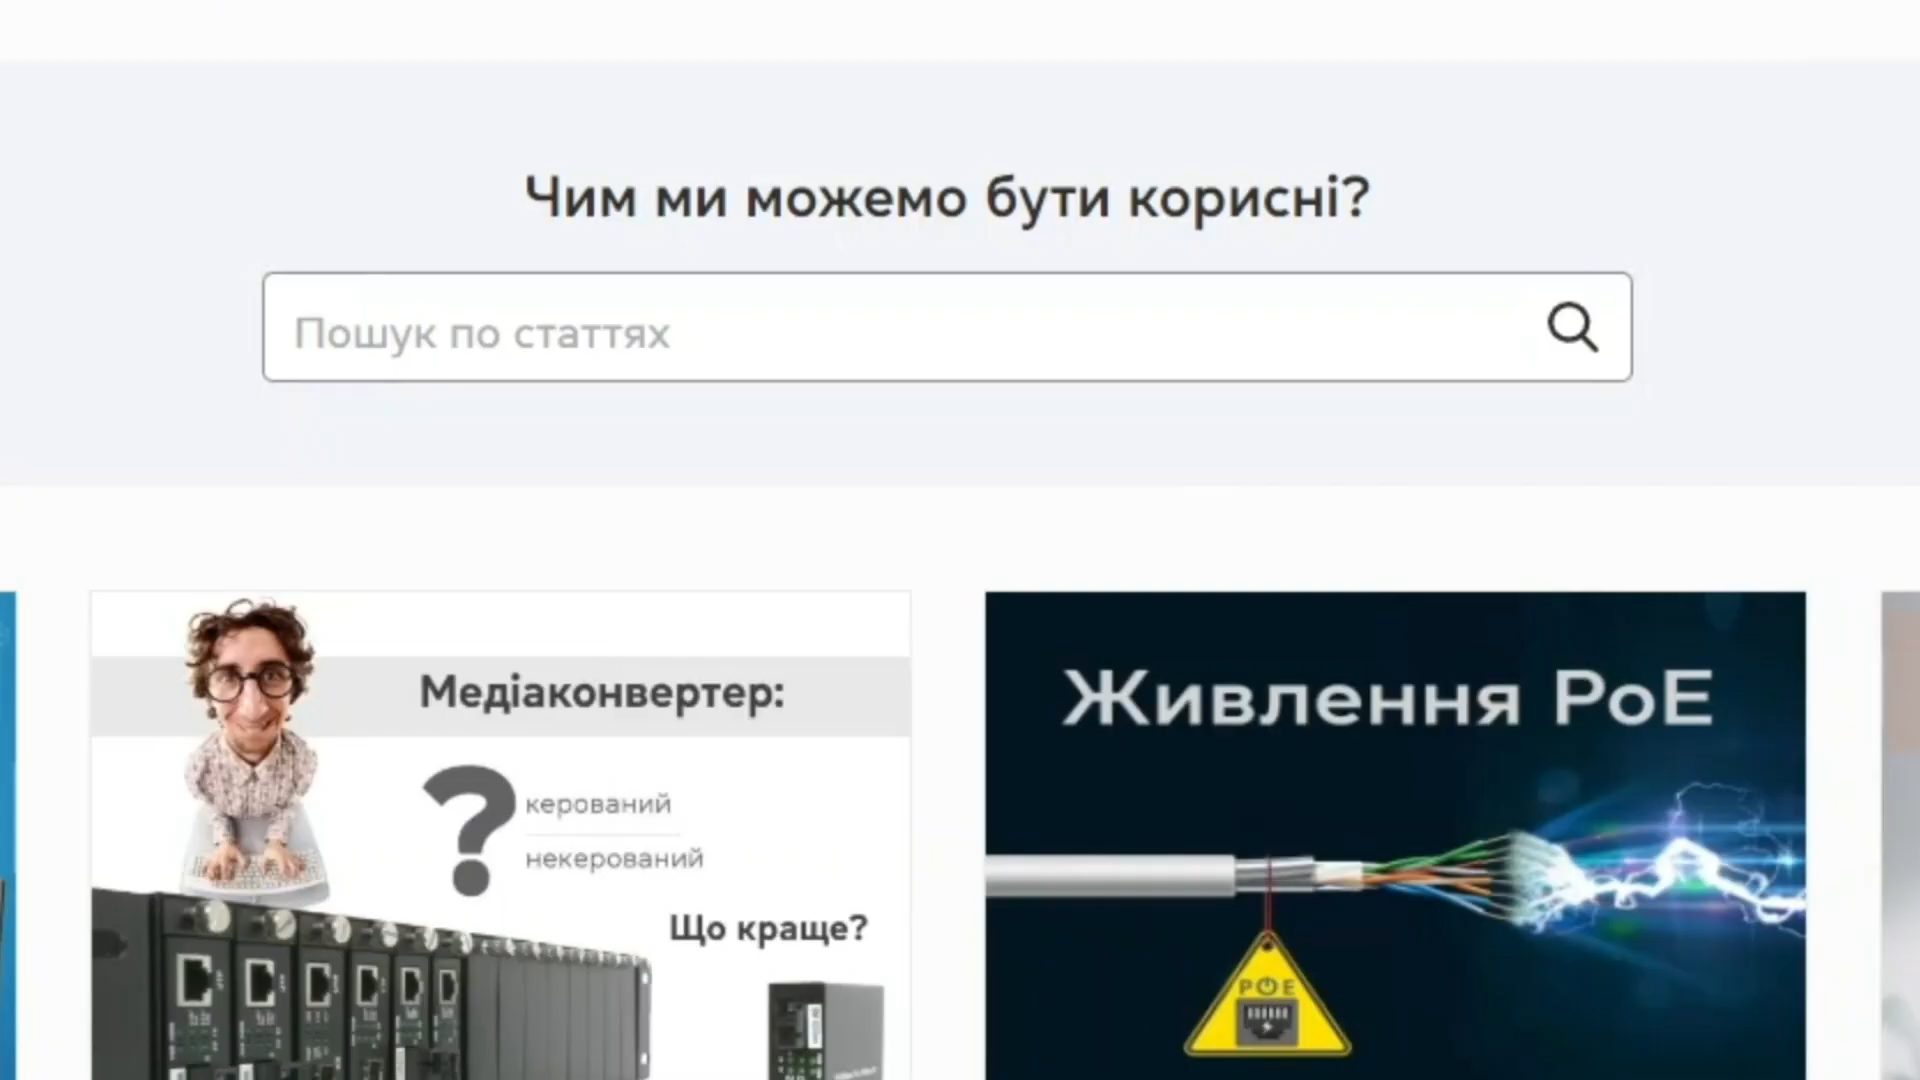 Чим ми можемо бути корисні?
Пошук по статтях
Медіаконвертер:
керований
некерований
Що краще?
Живлення PoE
POE